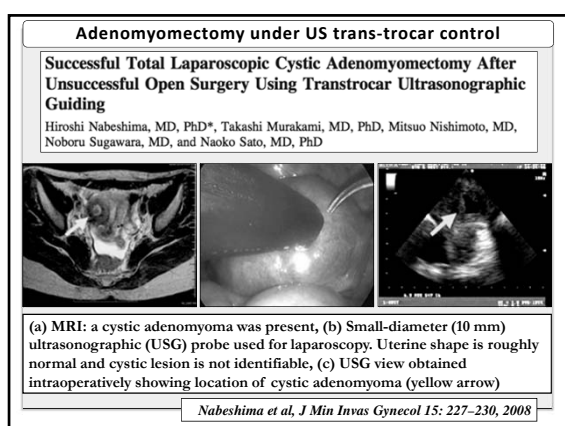 Adenomyomectomy under US trans-trocar control
Successful Total Laparoscopic Cystic Adenomyomectomy After
Unsuccessful Open Surgery Using Transtrocar Ultrasonographic
Guiding
Hiroshi Nabeshima, MD, PhD*, Takashi Murakami, MD, PhD, Mitsuo Nishimoto, MD,
Noboru Sugawara, MD, and Naoko Sato, MD, PhD
(a) MRI: a cystic adenomyoma was present, (b) Small-diameter (10 mm)
ultrasonographic (USG) probe used for laparoscopy. Uterine shape is roughly
normal and cystic lesion is not identifiable, (c) USG view obtained
intraoperatively showing location of cystic adenomyoma (yellow arrow)
Nabeshima et al, J Min Invas Gynecol 15: 227–230, 2008